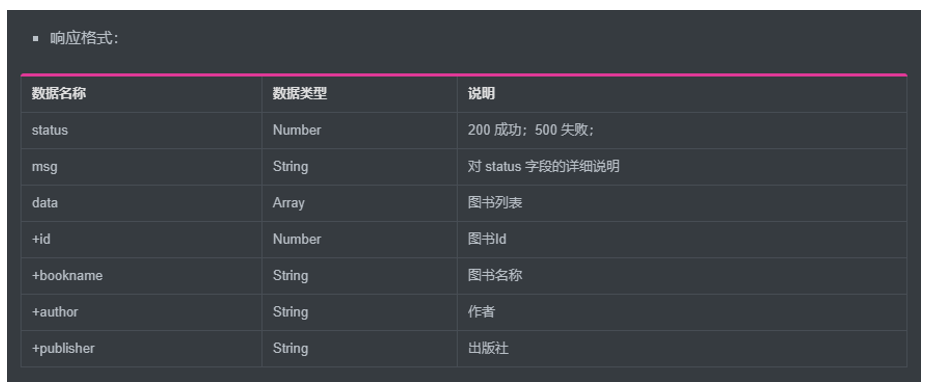 响应格式：
数据名称 数据类型 说明
status Number 200 成功；500 失败；
msg String 对 status 字段的详细说明
data Array 图书列表
+id Number 图书Id
+bookname String 图书名称
+author String 作者
+publisher String 出版社